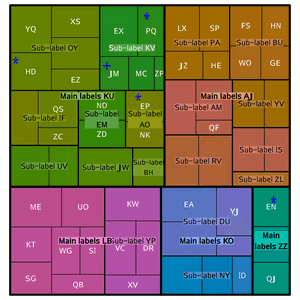 YQ
XS
Sub-label OY
HD
EZ
EX
PQ
Sub-label KV
JM
MC
ZP
LX
SP
Sub-label PA
JZ
HE
FS
HN
Sub-label BU
WO
GE
Main labels KU
QS
Sub-label IF
ZC
ND
Sub-label EM
ZD
EP
Sub-label AO
NK
Sub-label UV
Sub-label JW
Sub-label BH
Main labels AJ
Sub-label AM
QF
Sub-label YV
Sub-label RV
Sub-label IS
Sub-label ZL
ME
UO
KT
Main labels LB
WG
SI
SG
QB
KW
Sub-label YP
VC
DR
XV
EA
YJ
Sub-label DU
Main labels KO
Sub-label NY
ID
EN
Main labels ZZ
QJ